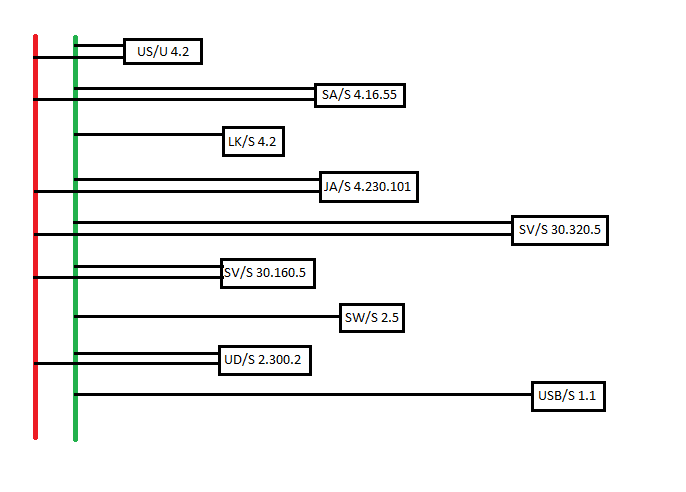 US/U 4.2
SA/S 4.16.55
LK/S 4.2
JA/S 4.230.101
SV/S 30.320.5
SV/S 30.160.5
SW/S 2.5
UD/S 2.300.2
USB/S 1.1